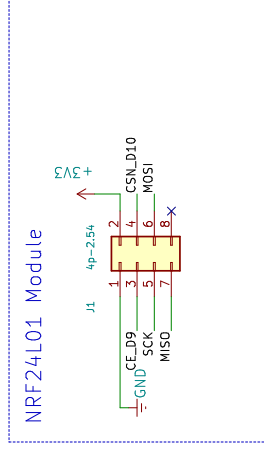 NRF24L01 Module
J1
4p-2.54
+3V3
GND
1
2
CE_D9
3
4
CSN_D10
SCK
5
6
MOSI
MISO
7
8